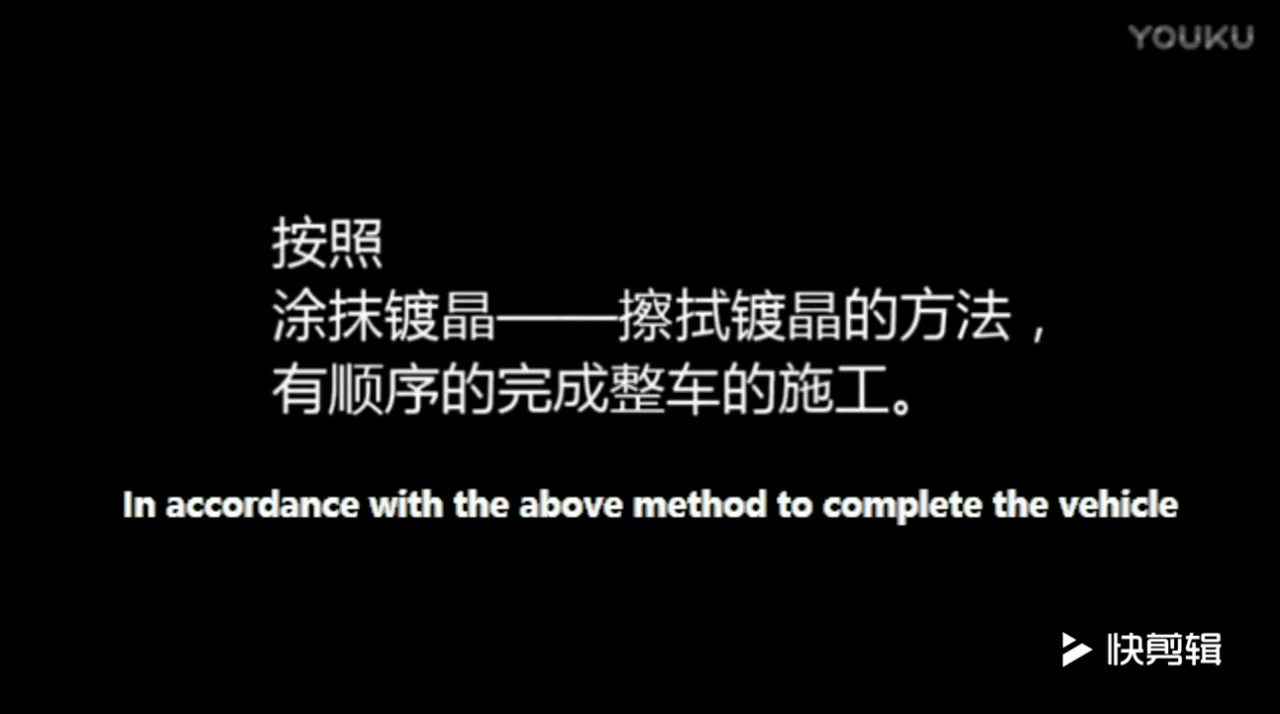 YOUKU
按照
涂抹镀晶——擦拭镀晶的方法，
有顺序的完成整车的施工。
In accordance with the above method to complete the vehicle
快剪辑